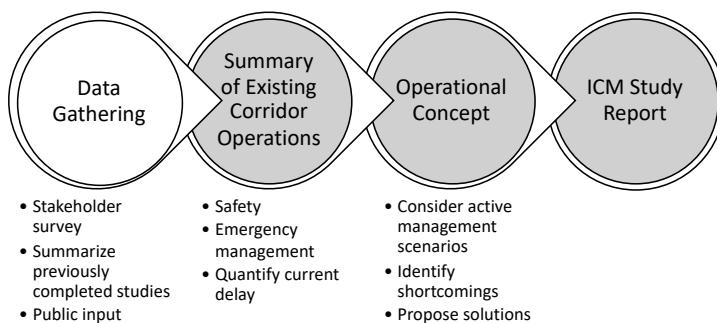 Data
Gathering
Summary
of Existing
Corridor
Operations
Operational
Concept
ICM Study
Report
• Stakeholder
survey
• Summarize
previously
completed studies
• Public input
• Safety
• Emergency
management
• Quantify current
delay
• Consider active
management
scenarios
• Identify
shortcomings
• Propose solutions